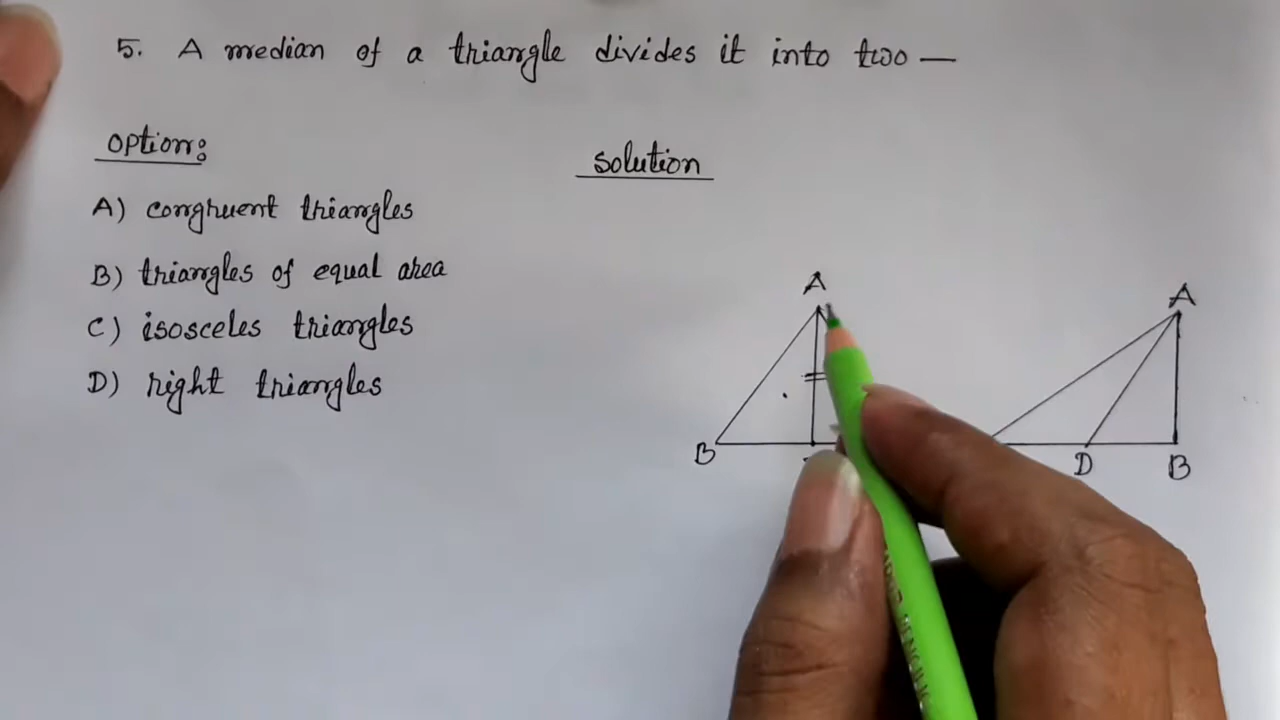 5. A median of a triangle divides it into two —
option:
A) congruent triangles
B) triangles of equal area
C) isosceles triangles
D) right triangles
solution
A
B
A
D
B